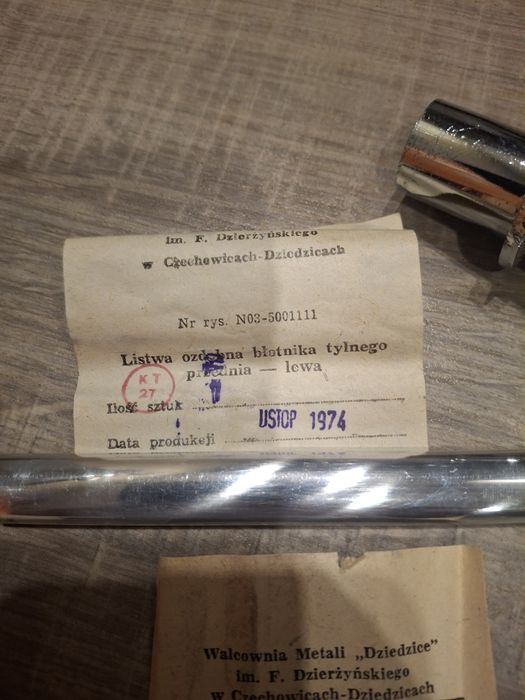 im. F. Dzierżyńskiego
w Czechowicach-Dziedzicach
Nr rys. N03-5001111
Listwa ozdobna błotnika tylnego
przednia — lewa
KT
27
Ilość sztuk
USTOP 1974
Data produkcji
Walcownia Metali „Dziedzice"
im. F. Dzierżyńskiego
w Czechowicach-Dziedzicach